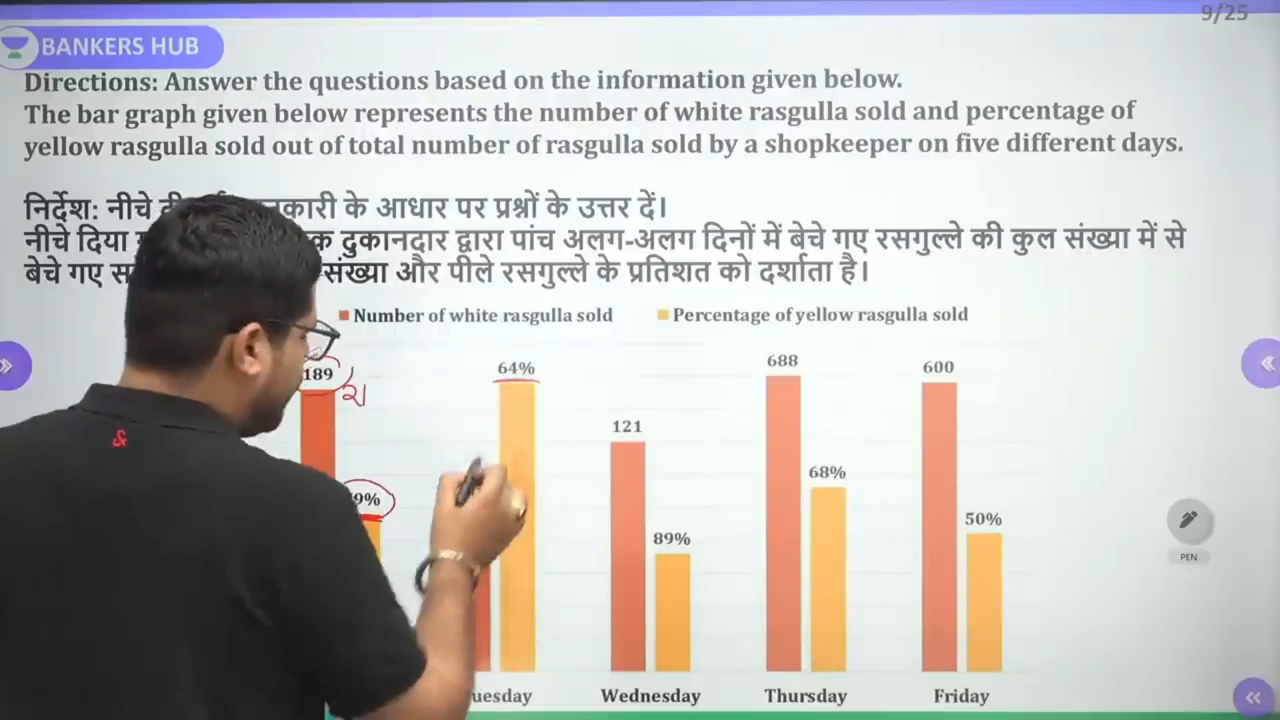 9/25
BANKERS HUB
Directions: Answer the questions based on the information given below.
The bar graph given below represents the number of white rasgulla sold and percentage of
yellow rasgulla sold out of total number of rasgulla sold by a shopkeeper on five different days.
निर्देश: नीचे के आधार पर प्रश्नों के उत्तर दें।
नीचे दिया दुकानदार द्वारा पांच अलग-अलग दिनों में बेचे गए रसगुल्ले की कुल संख्या में से
बेचे गए संख्या और पीले रसगुल्ले के प्रतिशत को दर्शाता है।
Number of white rasgulla sold Percentage of yellow rasgulla sold
189 64% 121 89% 688 68% 600 50%
21
9%
PEN
Wednesday Thursday Friday